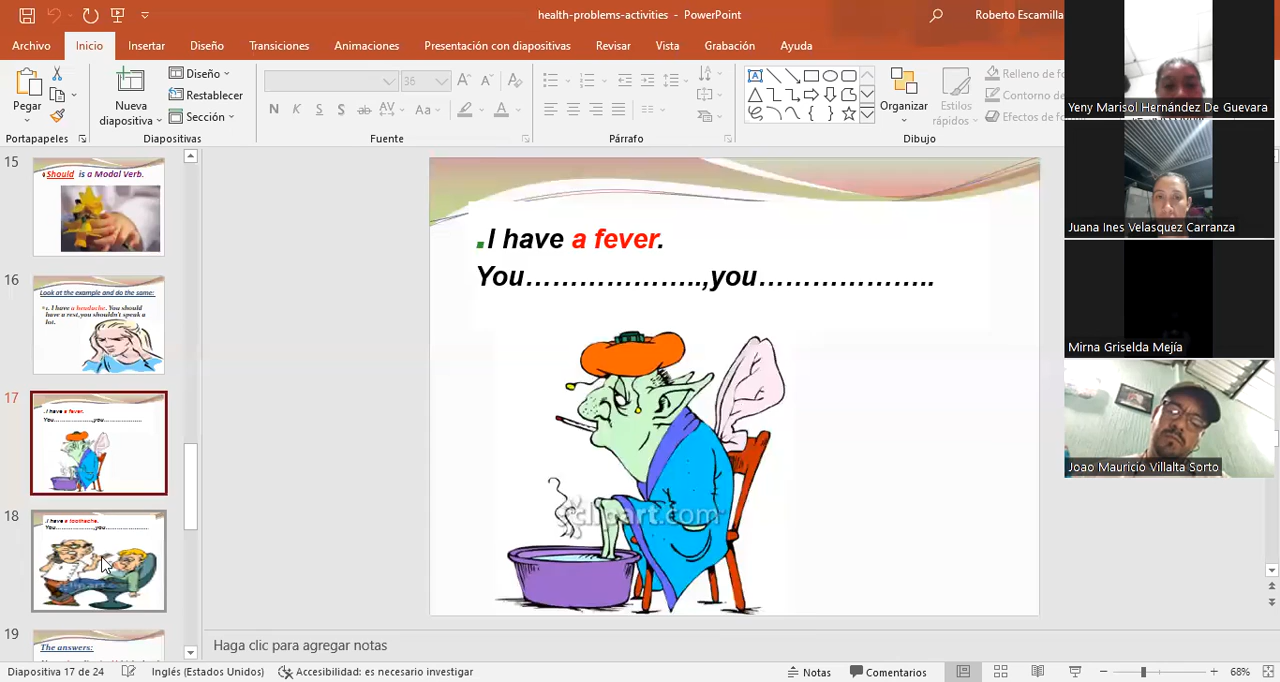 health-problems-activities - PowerPoint
Roberto Escamilla
Archivo Inicio Insertar Diseño Transiciones Animaciones Presentación con diapositivas Revisar Vista Grabación Ayuda
Pegar
Nueva
diapositiva
Diseño
Restablecer
Sección
35
N K S S ab AV Aa A
Organizar
Estilos
rápidos
Relleno de fo
Contorno de
Efectos de fo
Portapapeles Diapositivas Fuente Párrafo Dibujo
Yeny Marisol Hernández De Guevara
Juana Ines Velasquez Carranza
Mirna Griselda Mejía
Joao Mauricio Villalta Sorto
15
Should is a Modal Verb.
16
Look at the example and do the same:
1. I have a headache. You should
have a rest,you shouldn't speak a
lot.
17
.I have a fever.
You………………..,you………………..
18
.I have a toothache.
You………………..,you………………..
19
The answers:
.I have a fever.
You………………..,you………………..
clipart.com
Haga clic para agregar notas
Diapositiva 17 de 24
Inglés (Estados Unidos)
Accesibilidad: es necesario investigar
Notas
Comentarios
68%